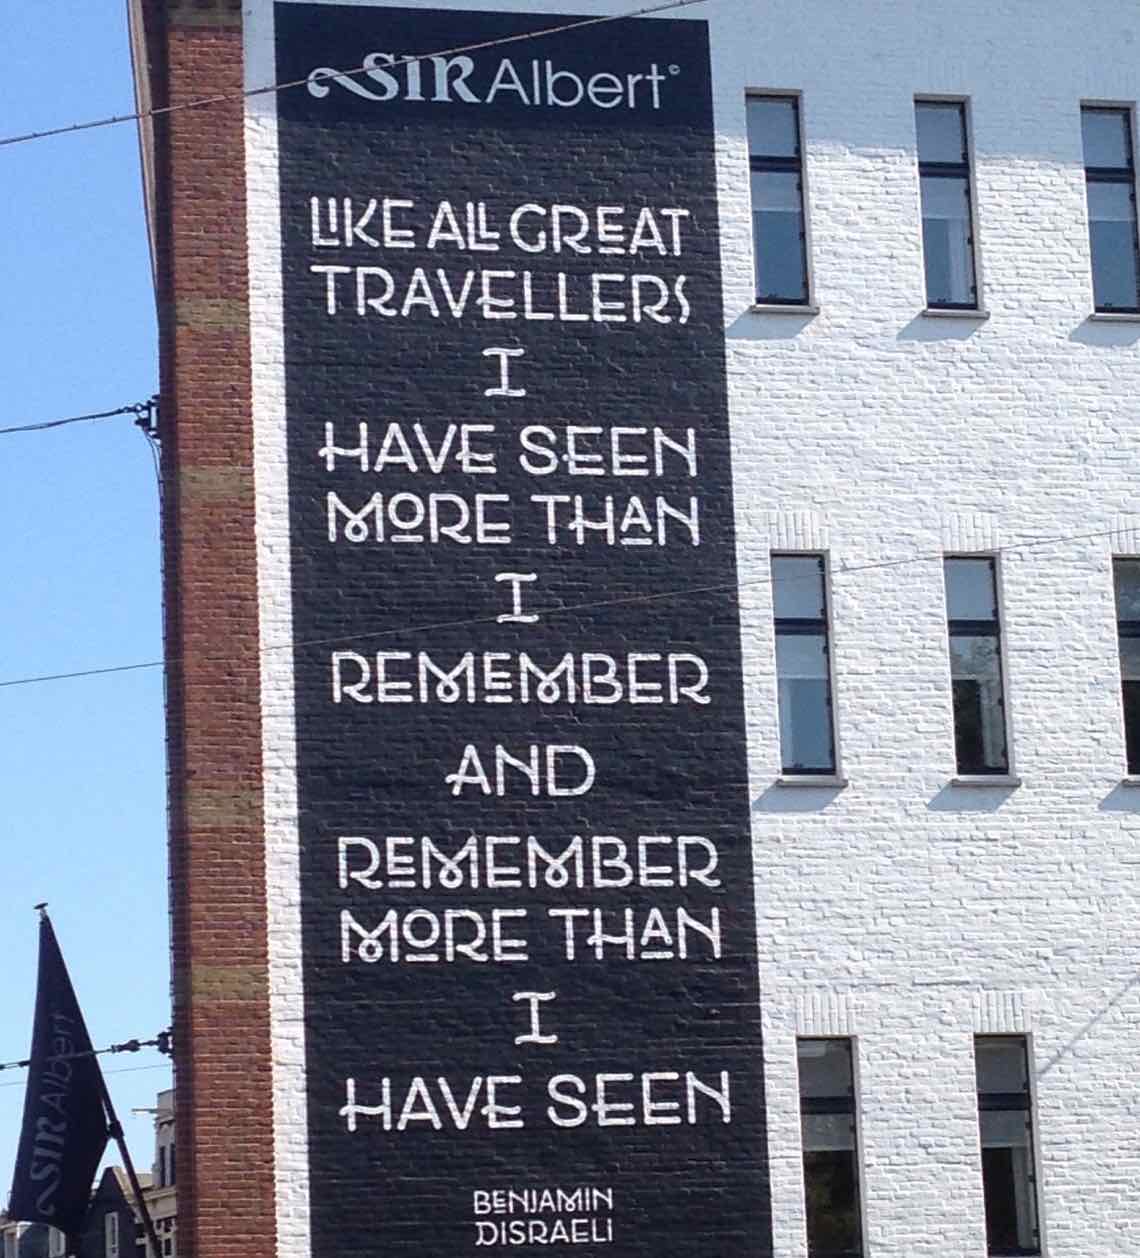 SIR Albert©
LIKE ALL GREAT
TRAVELLERS
I
HAVE SEEN
MORE THAN
I
REMEMBER
AND
REMEMBER
MORE THAN
I
HAVE SEEN
BENJAMIN
DISRAELI
SIR Albert